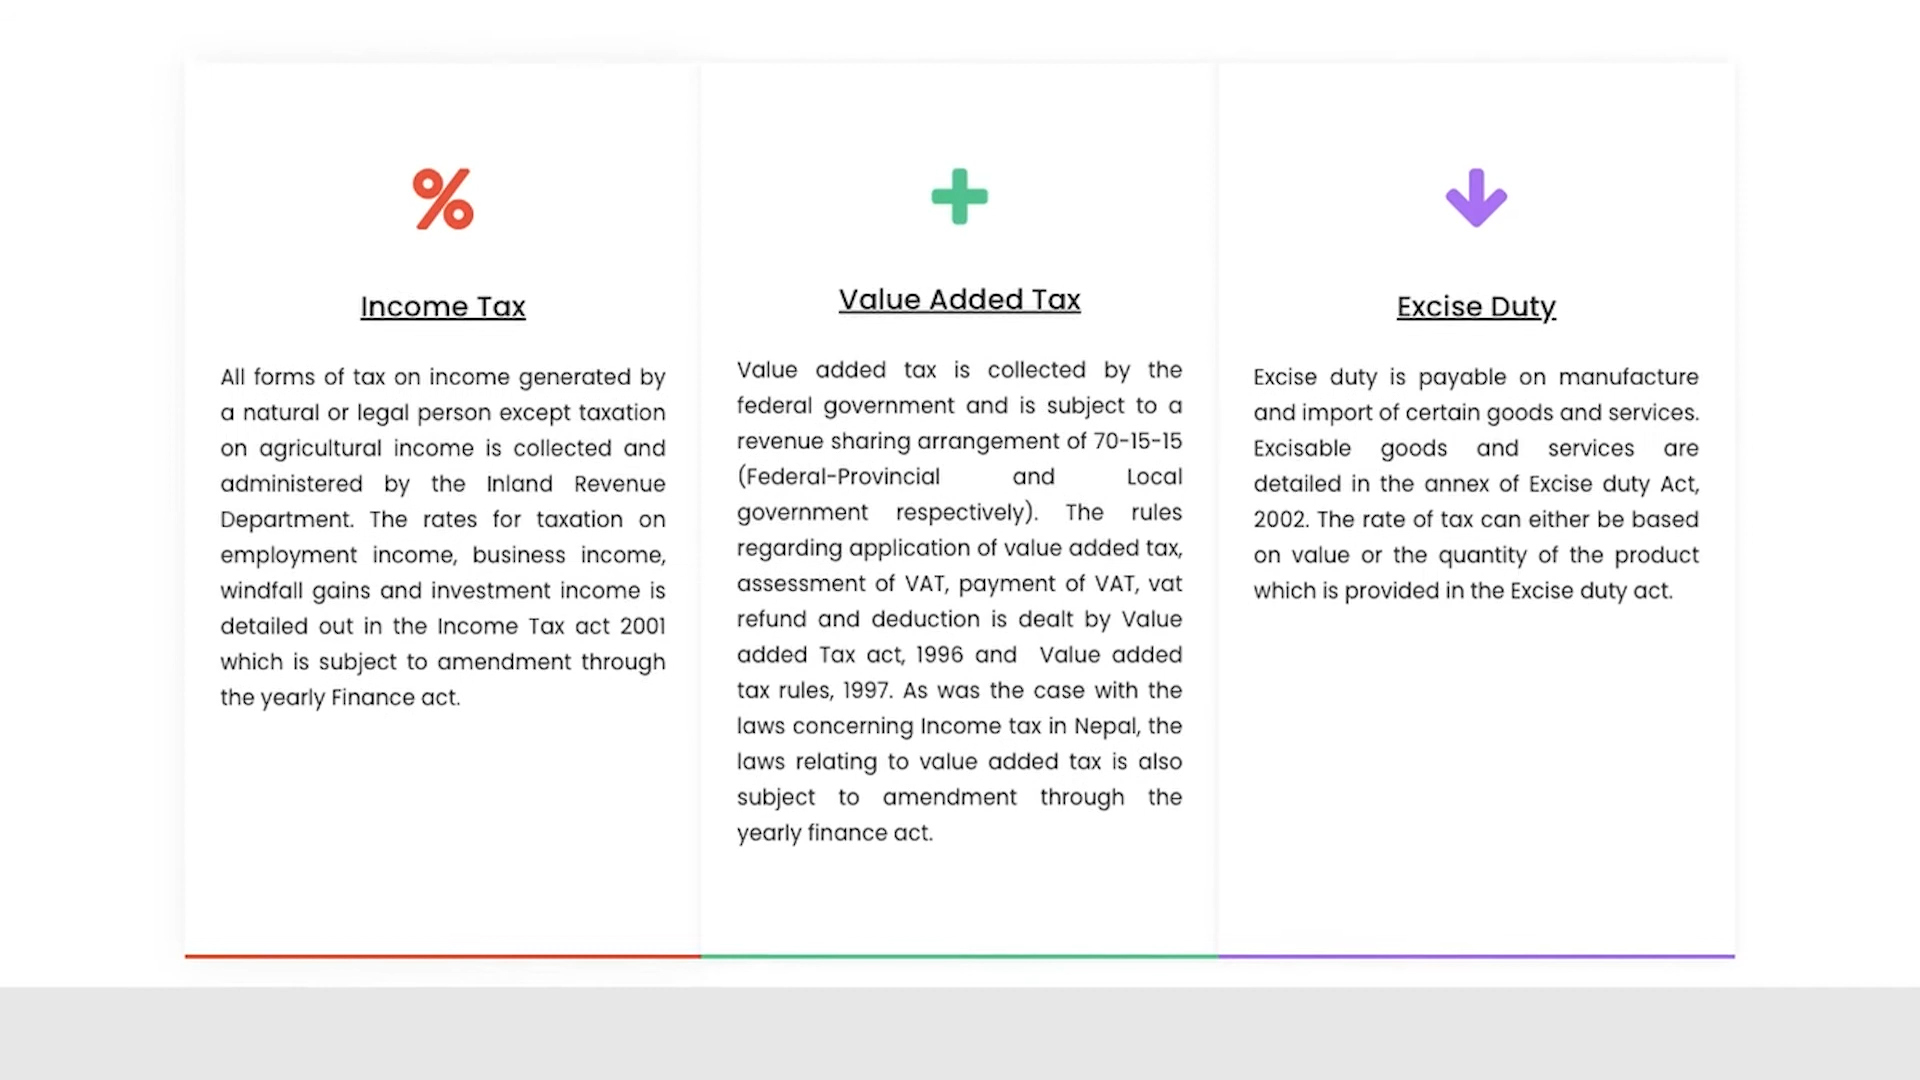 Income Tax
All forms of tax on income generated by
a natural or legal person except taxation
on agricultural income is collected and
administered by the Inland Revenue
Department. The rates for taxation on
employment income, business income,
windfall gains and investment income is
detailed out in the Income Tax act 2001
which is subject to amendment through
the yearly Finance act.
Value Added Tax
Value added tax is collected by the
federal government and is subject to a
revenue sharing arrangement of 70-15-15
(Federal-Provincial and Local
government respectively). The rules
regarding application of value added tax,
assessment of VAT, payment of VAT, vat
refund and deduction is dealt by Value
added Tax act, 1996 and Value added
tax rules, 1997. As was the case with the
laws concerning Income tax in Nepal, the
laws relating to value added tax is also
subject to amendment through the
yearly finance act.
Excise Duty
Excise duty is payable on manufacture
and import of certain goods and services.
Excisable goods and services are
detailed in the annex of Excise duty Act,
2002. The rate of tax can either be based
on value or the quantity of the product
which is provided in the Excise duty act.